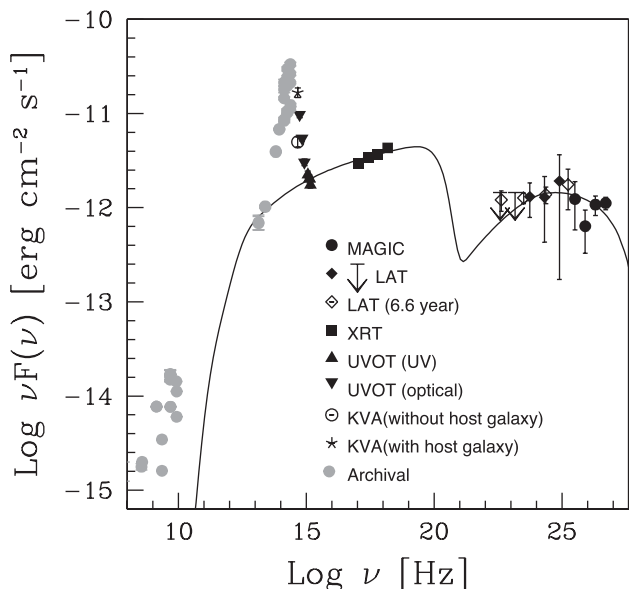 −10
−11
−12
−13
−14
−15
Log νF(ν) [erg cm−2 s−1]
MAGIC
LAT
LAT (6.6 year)
XRT
UVOT (UV)
UVOT (optical)
KVA(without host galaxy)
KVA(with host galaxy)
Archival
10 15 20 25
Log ν [Hz]